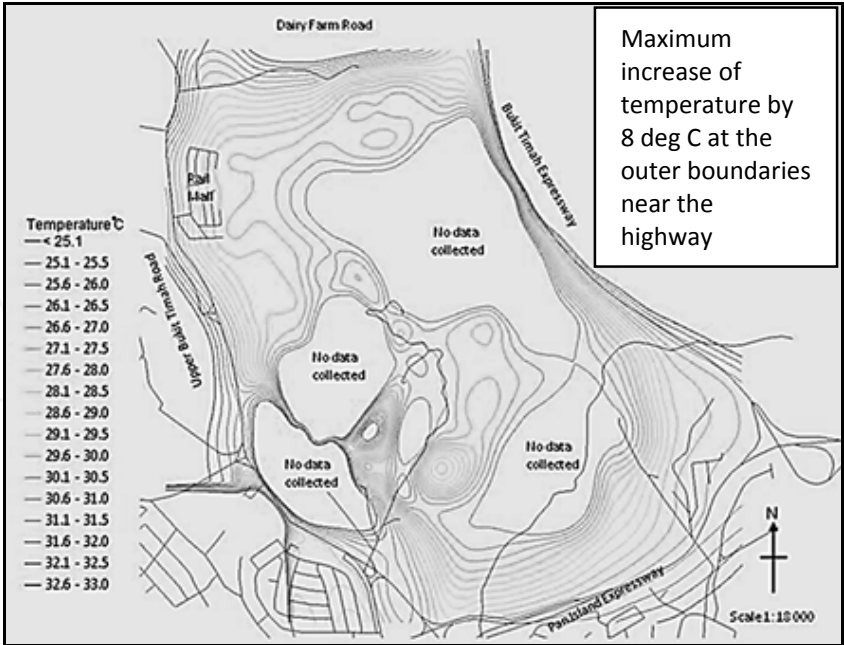 Dairy Farm Road
Maximum
increase of
temperature by
8 deg C at the
outer boundaries
near the
highway
Bukit Timah Expressway
Rail
Mall
No data
collected
Temperature °C
< 25.1
25.1 - 25.5
25.6 - 26.0
26.1 - 26.5
26.6 - 27.0
27.1 - 27.5
27.6 - 28.0
28.1 - 28.5
28.6 - 29.0
29.1 - 29.5
29.6 - 30.0
30.1 - 30.5
30.6 - 31.0
31.1 - 31.5
31.6 - 32.0
32.1 - 32.5
32.6 - 33.0
Upper Bukit Timah Road
No data
collected
No data
collected
No data
collected
Pan Island Expressway
N
Scale 1:18 000